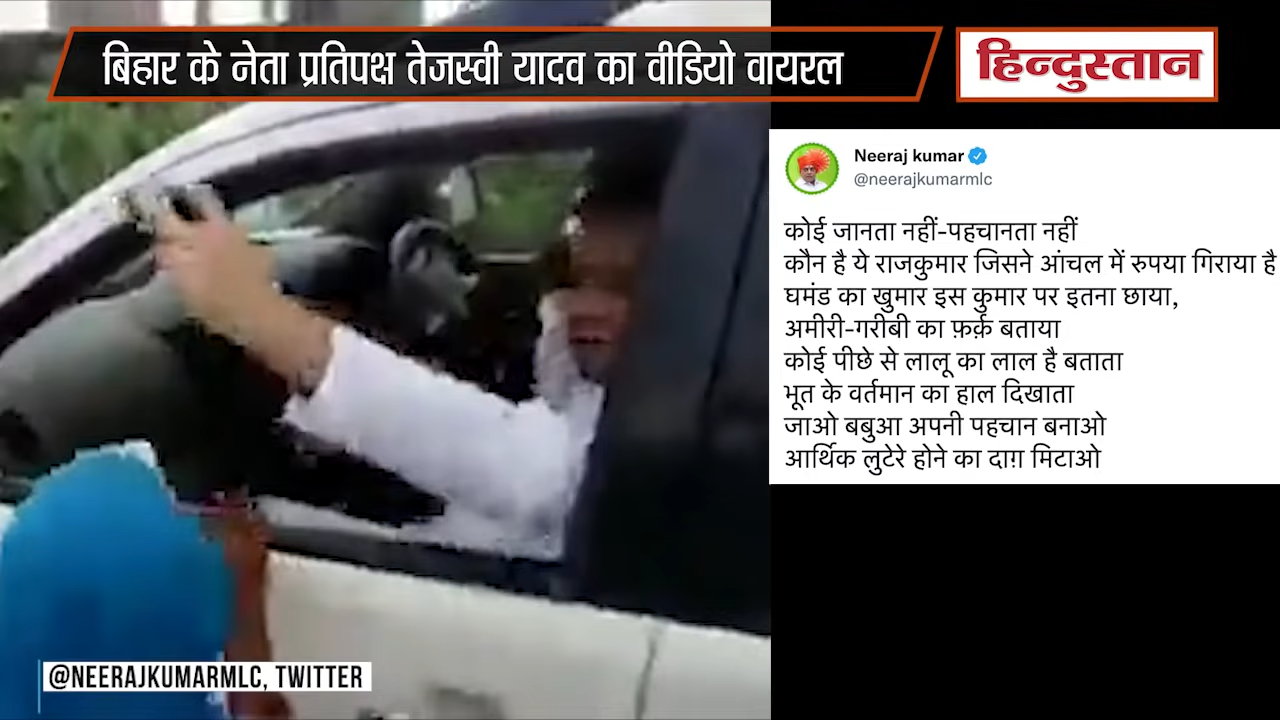 बिहार के नेता प्रतिपक्ष तेजस्वी यादव का वीडियो वायरल
हिन्दुस्तान
Neeraj kumar
@neerajkumarmlc
कोई जानता नहीं-पहचानता नहीं
कौन है ये राजकुमार जिसने आंचल में रुपया गिराया है
घमंड का खुमार इस कुमार पर इतना छाया,
अमीरी-गरीबी का फ़र्क़ बताया
कोई पीछे से लालू का लाल है बताता
भूत के वर्तमान का हाल दिखाता
जाओ बबुआ अपनी पहचान बनाओ
आर्थिक लुटेरे होने का दाग़ मिटाओ
@NEERAJKUMARMLC, TWITTER